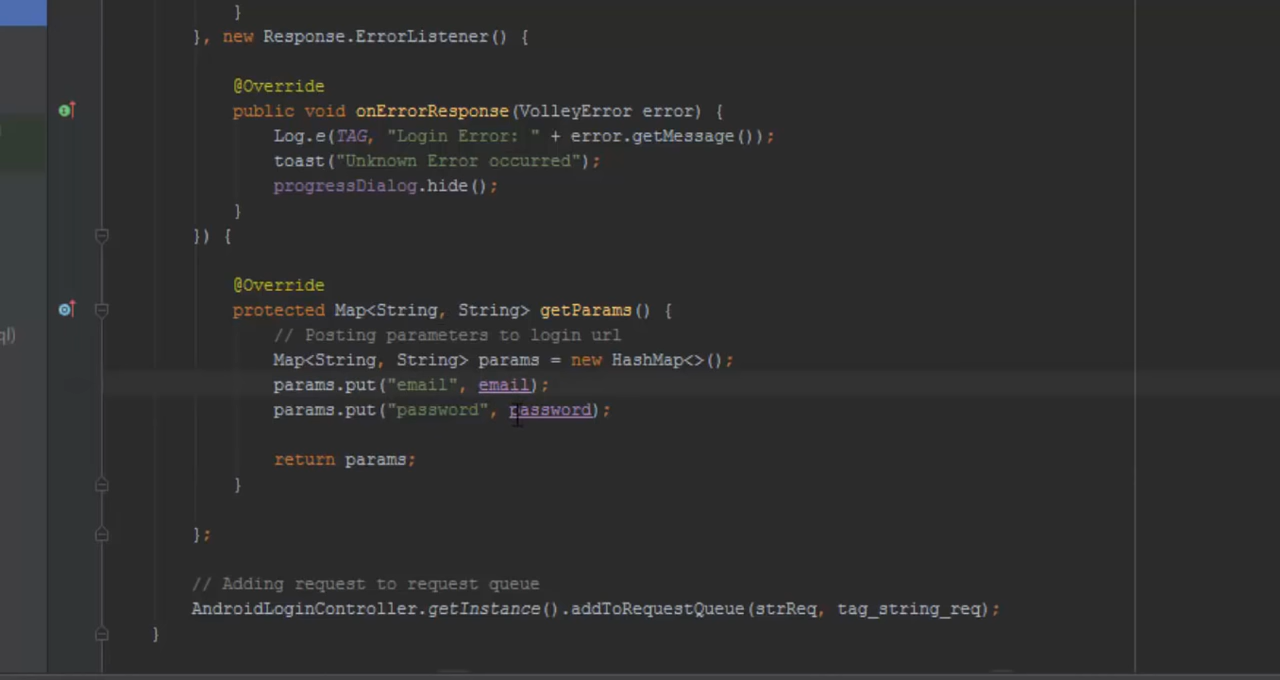 }
}, new Response.ErrorListener() {
@Override
public void onErrorResponse(VolleyError error) {
Log.e(TAG, "Login Error: " + error.getMessage());
toast("Unknown Error occurred");
progressDialog.hide();
}
}) {
@Override
protected Map<String, String> getParams() {
// Posting parameters to login url
ql)
Map<String, String> params = new HashMap<>();
params.put("email", email);
params.put("password", password);
return params;
}
};
// Adding request to request queue
AndroidLoginController.getInstance().addToRequestQueue(strReq, tag_string_req);
}